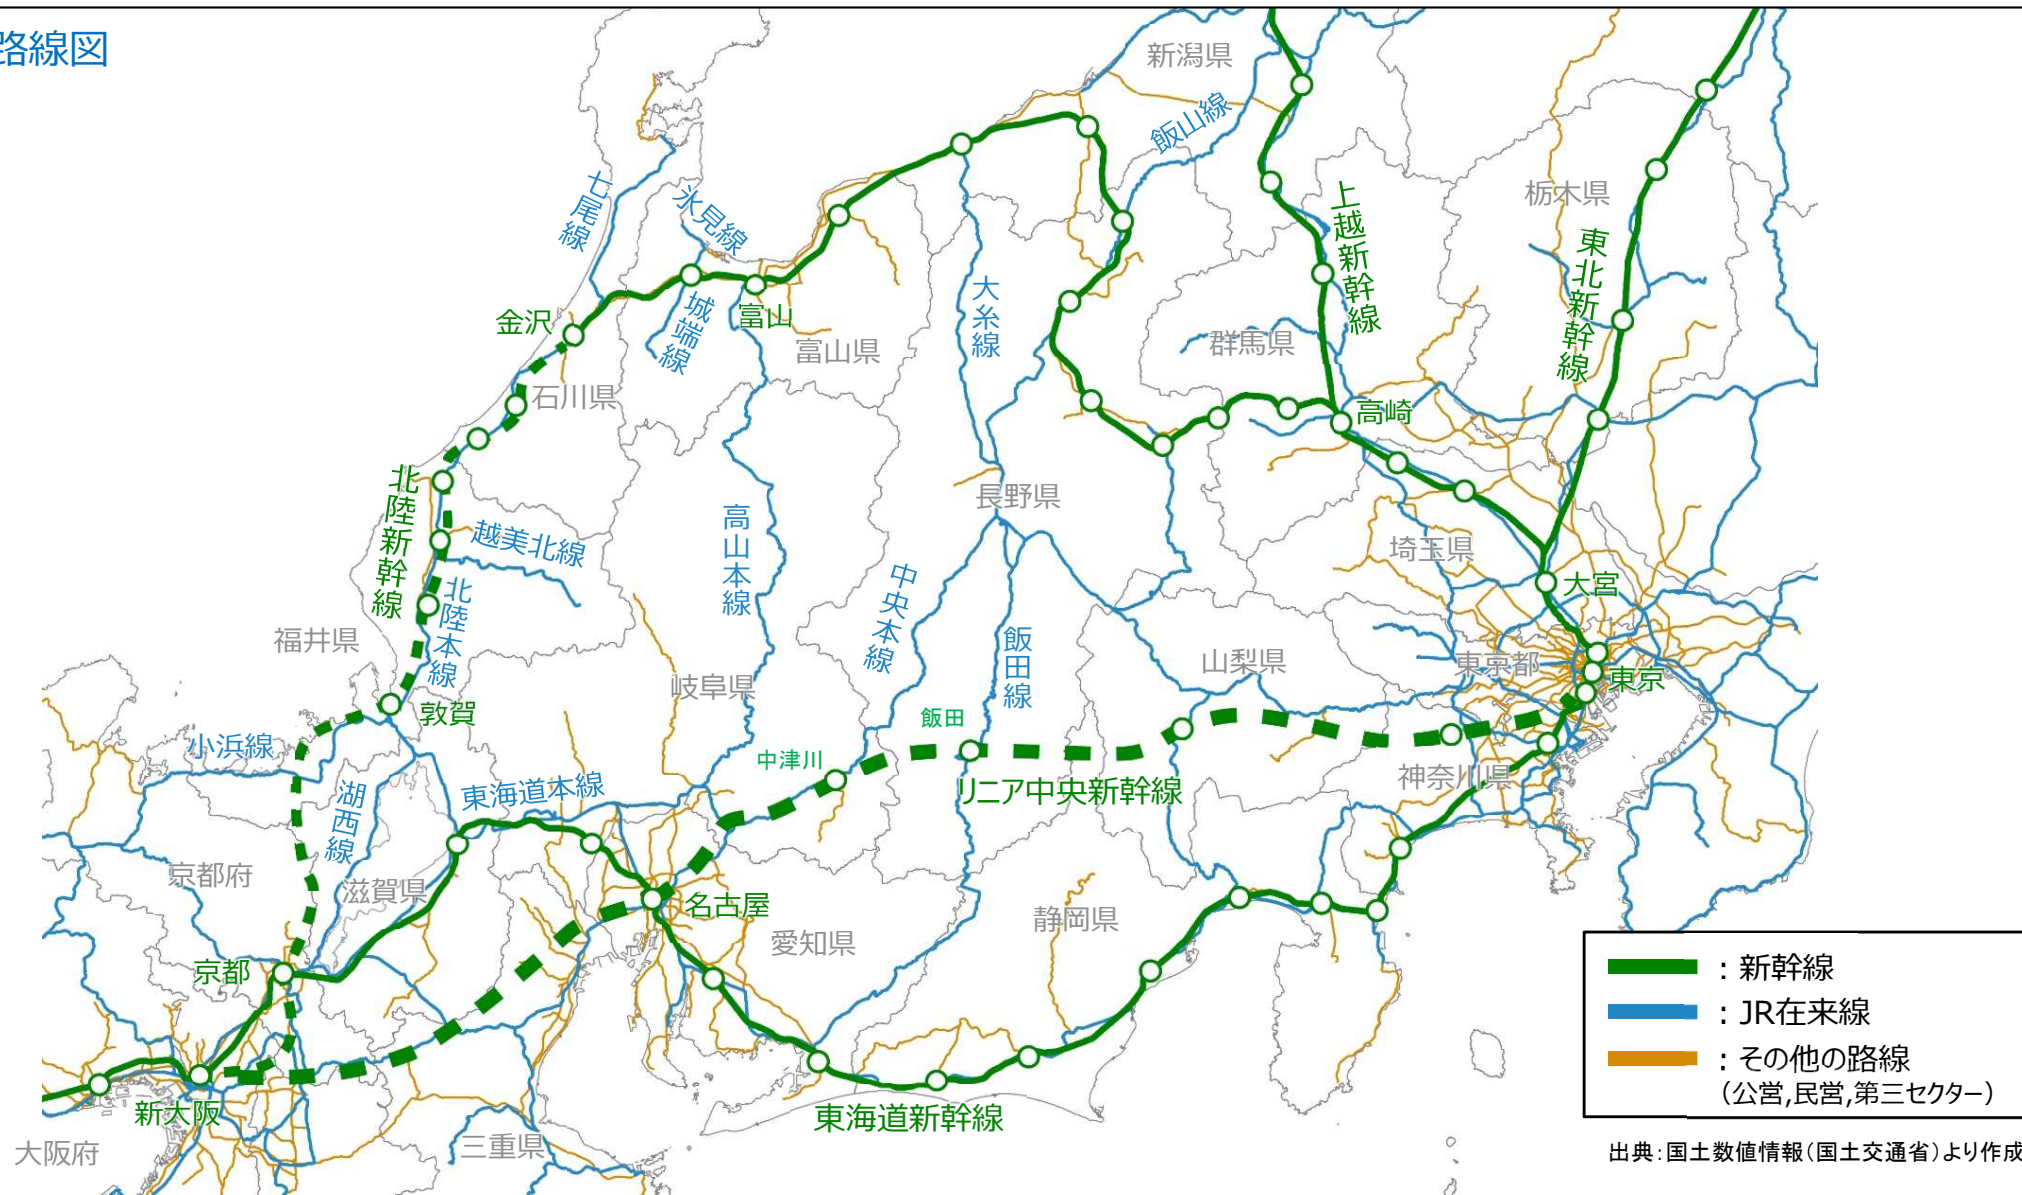 路線図
新潟県
飯山線
七尾線
氷見線
上越新幹線
栃木県
東北新幹線
大糸線
金沢
城端線
富山
富山県
群馬県
石川県
高崎
北陸新幹線
長野県
高山本線
越美北線
埼玉県
北陸本線
中央本線
大宮
福井県
飯田線
山梨県
東京都
東京
岐阜県
敦賀
飯田
小浜線
中津川
湖西線
東海道本線
リニア中央新幹線
神奈川県
京都府
滋賀県
名古屋
愛知県
静岡県
京都
新大阪
東海道新幹線
大阪府
三重県
：新幹線
：JR在来線
：その他の路線
（公営,民営,第三セクター）
出典：国土数値情報（国土交通省）より作成